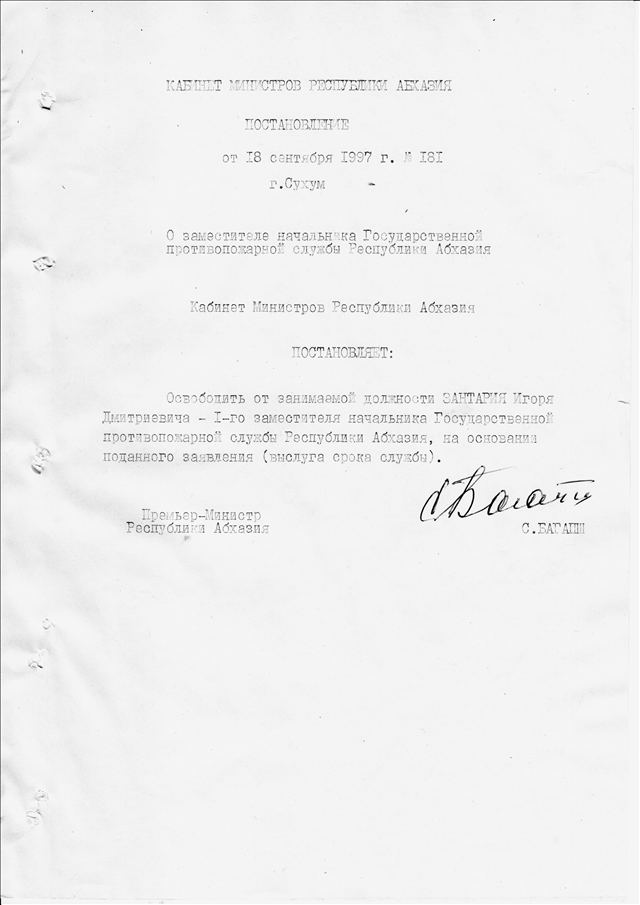 КАБИНЕТ МИНИСТРОВ РЕСПУБЛИКИ АБХАЗИЯ
ПОСТАНОВЛЕНИЕ
от 18 сентября 1997 г. № 181
г.Сухум -
О заместителе начальника Государственной
противопожарной службы Республики Абхазия
Кабинет Министров Республики Абхазия
ПОСТАНОВЛЯЕТ:
Освободить от занимаемой должности ЗАНТАРИЯ Игоря
Дмитриевича - I-го заместителя начальника Государственной
противопожарной службы Республики Абхазия, на основании
поданного заявления (выслуга срока службы).
Премьер-Министр
Республики Абхазия С.БАГАПШ